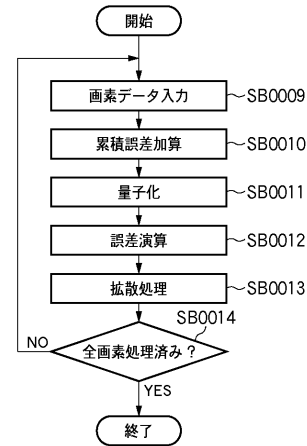 開始
画素データ入力 SB0009
累積誤差加算 SB0010
量子化 SB0011
誤差演算 SB0012
拡散処理 SB0013
SB0014
全画素処理済み?
NO
YES
終了